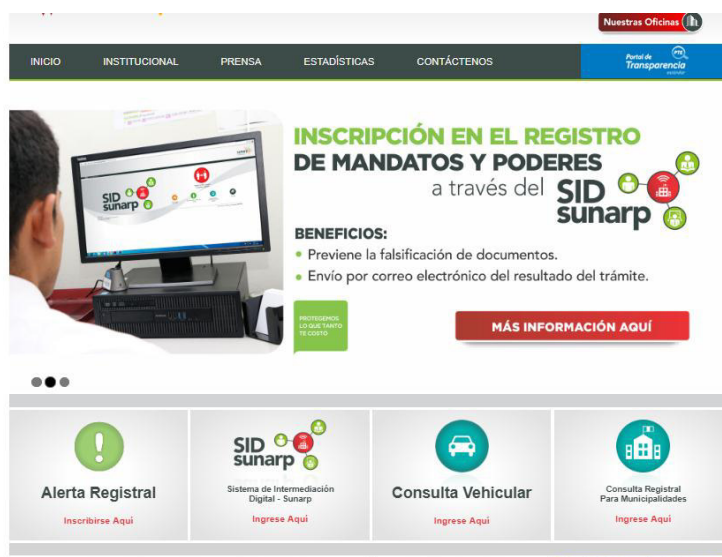 Nuestras Oficinas
INICIO INSTITUCIONAL PRENSA ESTADÍSTICAS CONTÁCTENOS
Portal de
Transparencia
PTE
INSCRIPCIÓN EN EL REGISTRO
DE MANDATOS Y PODERES
a través del SID
sunarp
SID
sunarp
BENEFICIOS:
• Previene la falsificación de documentos.
• Envío por correo electrónico del resultado del trámite.
PROTEGEMOS
LO QUE TANTO
TE COSTÓ
MÁS INFORMACIÓN AQUÍ
Alerta Registral
Inscribirse Aquí
SID
sunarp
Sistema de Intermediación
Digital - Sunarp
Ingrese Aquí
Consulta Vehicular
Ingrese Aquí
Consulta Registral
Para Municipalidades
Ingrese Aquí